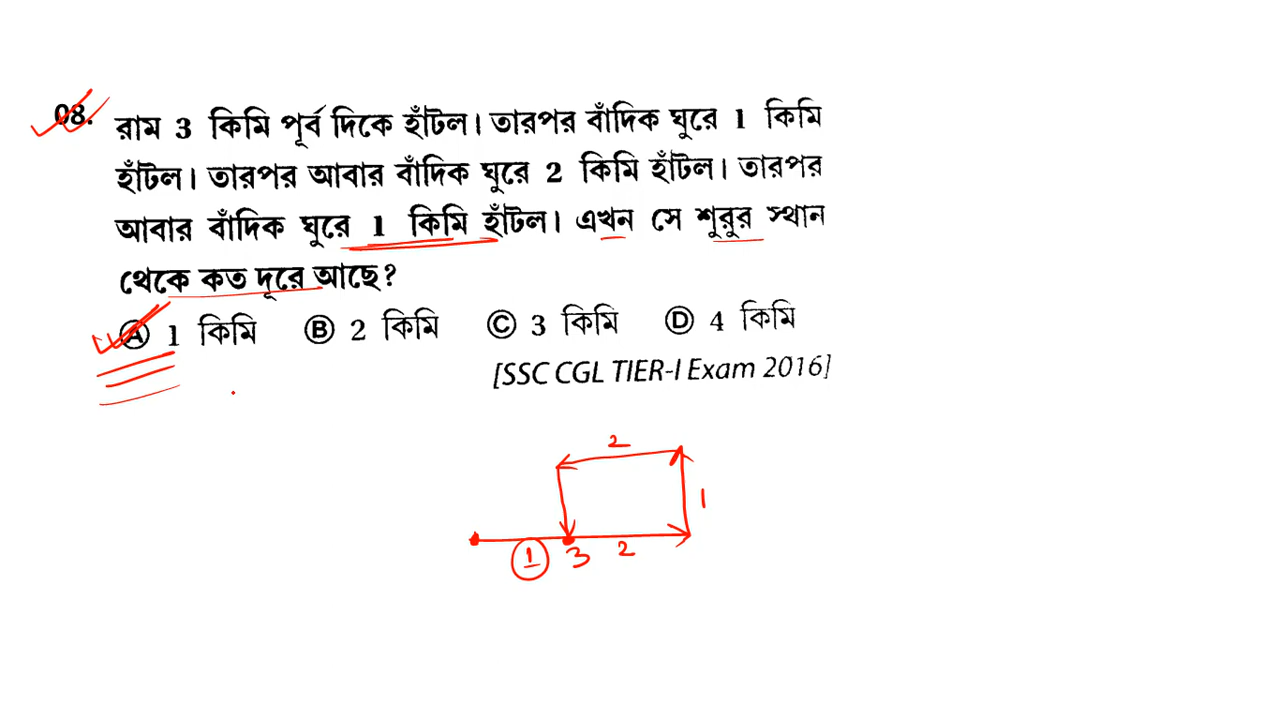 08. রাম 3 কিমি পূর্ব দিকে হাঁটল। তারপর বাঁদিক ঘুরে 1 কিমি
হাঁটল। তারপর আবার বাঁদিক ঘুরে 2 কিমি হাঁটল। তারপর
আবার বাঁদিক ঘুরে 1 কিমি হাঁটল। এখন সে শুরুর স্থান
থেকে কত দূরে আছে?
Ⓐ 1 কিমি Ⓑ 2 কিমি Ⓒ 3 কিমি Ⓓ 4 কিমি
[SSC CGL TIER-I Exam 2016]
2
1
1 3 2